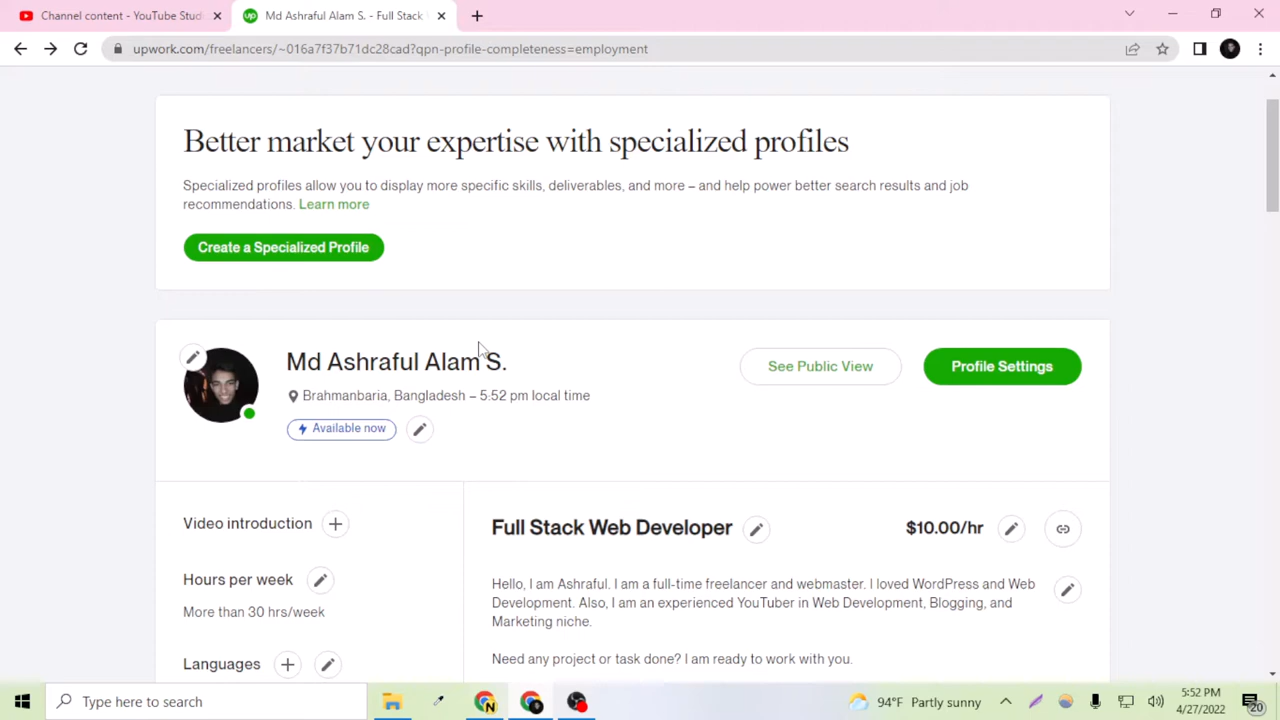 Channel content - YouTube Stud
Md Ashraful Alam S. - Full Stack
upwork.com/freelancers/~016a7f37b71dc28cad?qpn-profile-completeness=employment
Better market your expertise with specialized profiles
Specialized profiles allow you to display more specific skills, deliverables, and more – and help power better search results and job
recommendations. Learn more
Create a Specialized Profile
Md Ashraful Alam S.
Brahmanbaria, Bangladesh – 5:52 pm local time
Available now
See Public View
Profile Settings
Video introduction
Hours per week
More than 30 hrs/week
Languages
Full Stack Web Developer
$10.00/hr
Hello, I am Ashraful. I am a full-time freelancer and webmaster. I loved WordPress and Web
Development. Also, I am an experienced YouTuber in Web Development, Blogging, and
Marketing niche.
Need any project or task done? I am ready to work with you.
Type here to search
94°F Partly sunny
5:52 PM
4/27/2022
20